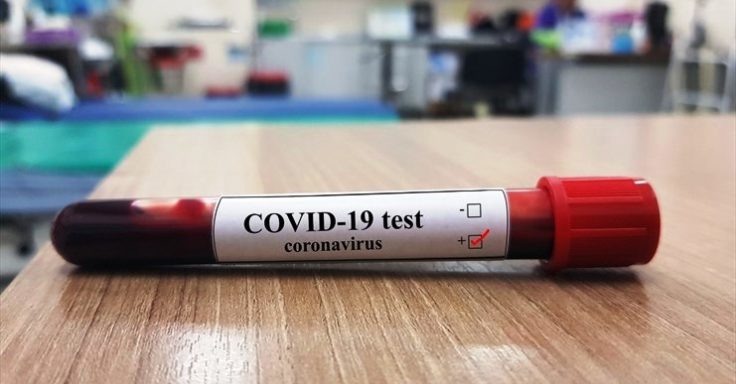 COVID-19 test
coronavirus
-
+